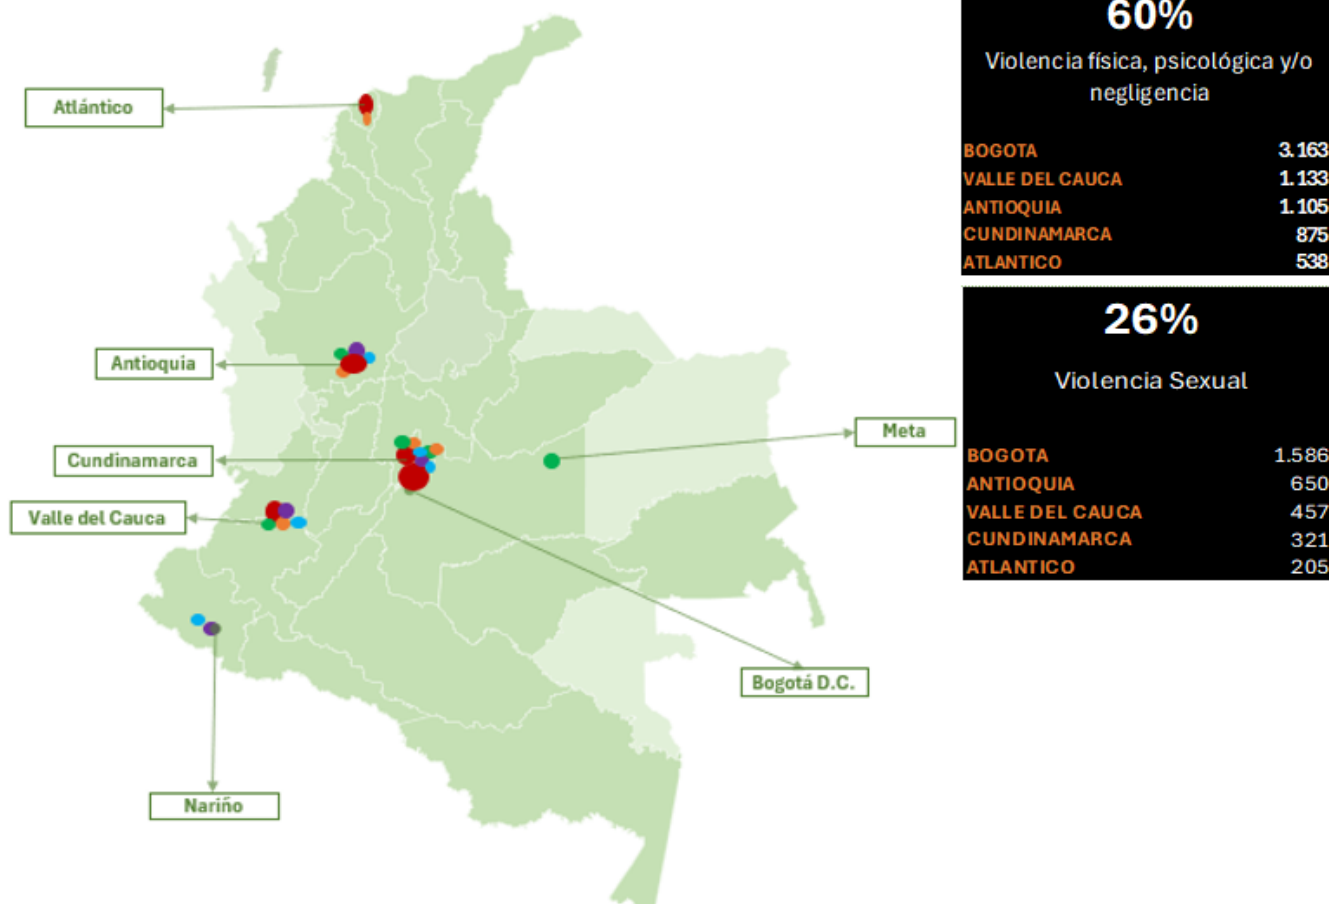 Atlántico
Antioquia
Cundinamarca
Valle del Cauca
Nariño
Meta
Bogotá D.C.
60%
Violencia física, psicológica y/o
negligencia
BOGOTA 3.163
VALLE DEL CAUCA 1.133
ANTIOQUIA 1.105
CUNDINAMARCA 875
ATLANTICO 538
26%
Violencia Sexual
BOGOTA 1.586
ANTIOQUIA 650
VALLE DEL CAUCA 457
CUNDINAMARCA 321
ATLANTICO 205